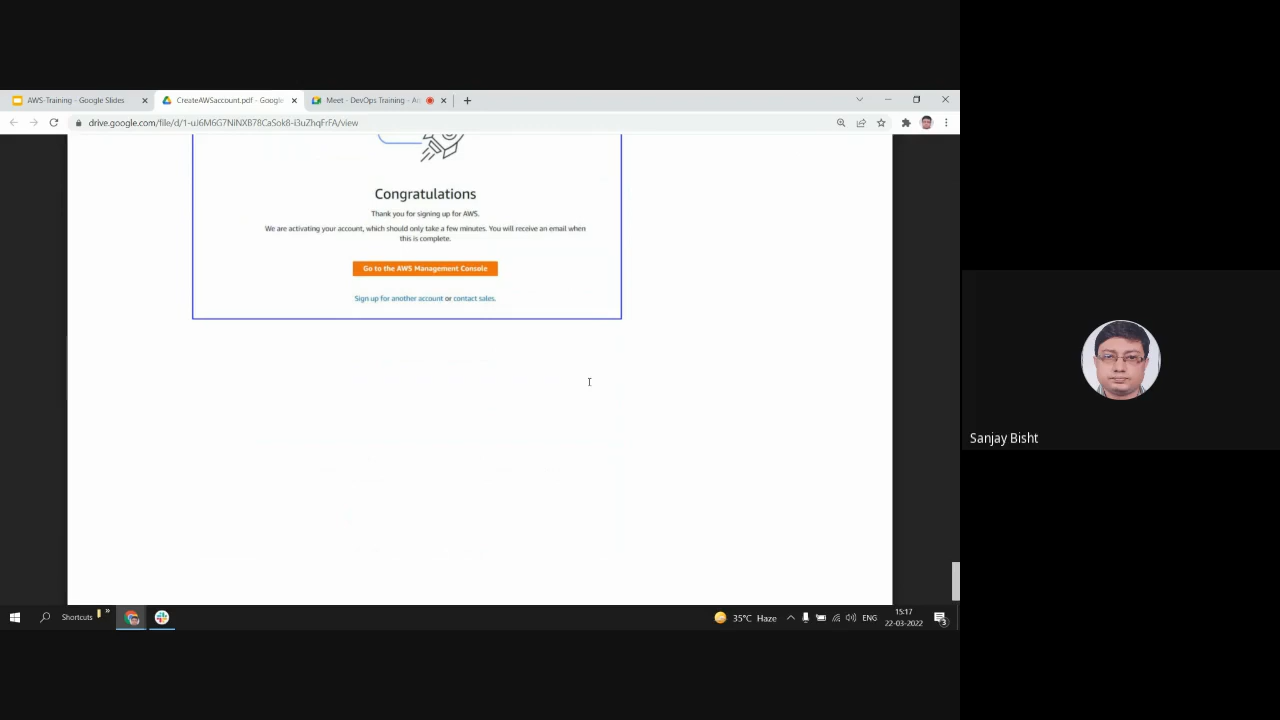 AWS-Training - Google Slides
CreateAWSaccount.pdf - Google
Meet - DevOps Training - A
drive.google.com/file/d/1-uJ6M6G7NiNXB78CaSok8-i3uZhqFrFA/view
Congratulations
Thank you for signing up for AWS.
We are activating your account, which should only take a few minutes. You will receive an email when
this is complete.
Go to the AWS Management Console
Sign up for another account or contact sales.
Sanjay Bisht
Shortcuts
»
35°C Haze
ENG
15:17
22-03-2022
3